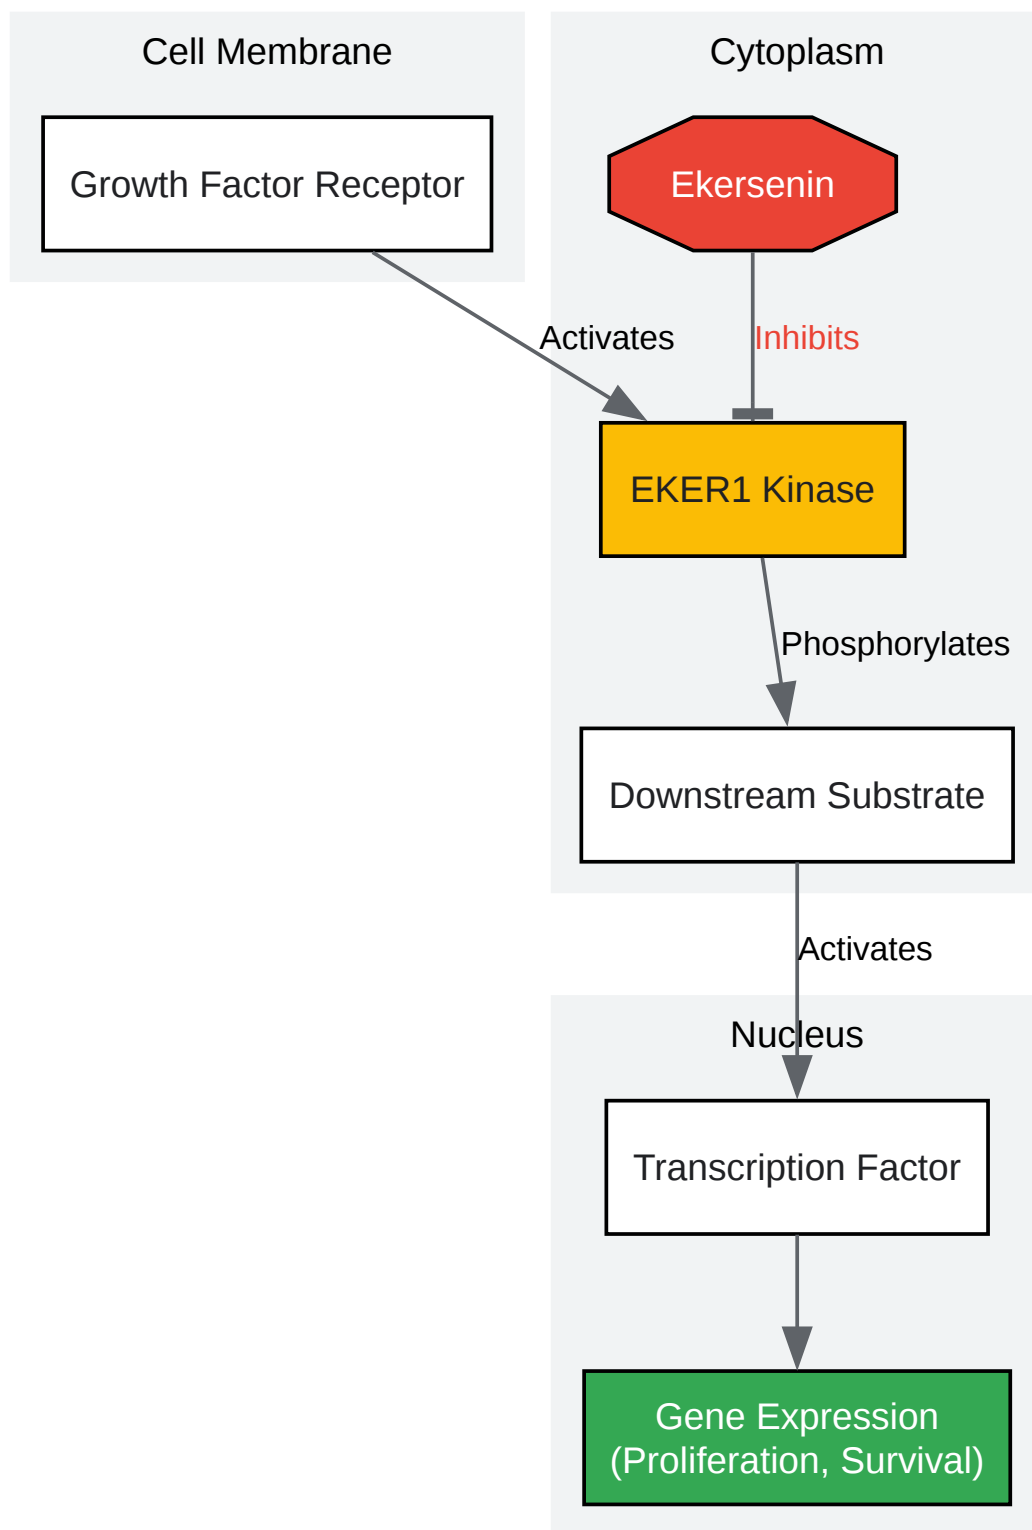 Cell Membrane
Cytoplasm
Growth Factor Receptor
Ekersenin
Activates
Inhibits
EKER1 Kinase
Phosphorylates
Downstream Substrate
Activates
Nucleus
Transcription Factor
Gene Expression
(Proliferation, Survival)